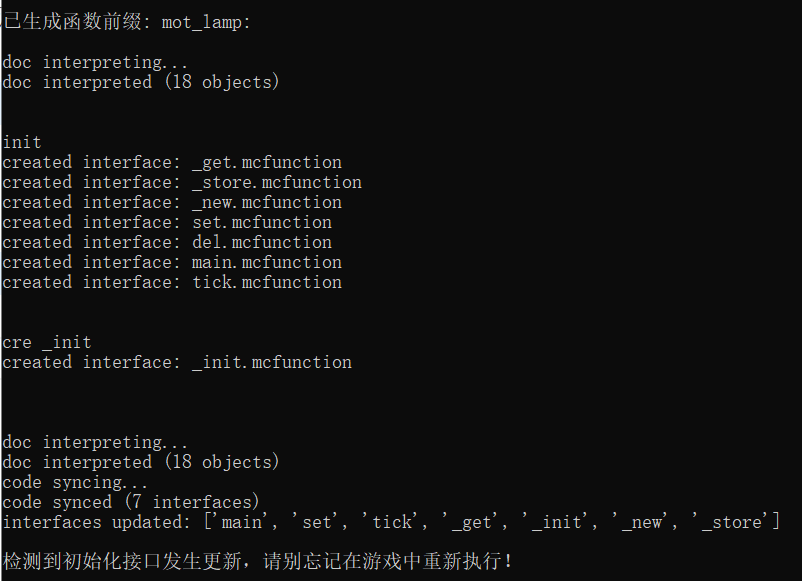 已生成函数前缀: mot_lamp:
doc interpreting...
doc interpreted (18 objects)
init
created interface: _get.mcfunction
created interface: _store.mcfunction
created interface: _new.mcfunction
created interface: set.mcfunction
created interface: del.mcfunction
created interface: main.mcfunction
created interface: tick.mcfunction
cre _init
created interface: _init.mcfunction
doc interpreting...
doc interpreted (18 objects)
code syncing...
code synced (7 interfaces)
interfaces updated: ['main', 'set', 'tick', '_get', '_init', '_new', '_store']
检测到初始化接口发生更新，请别忘记在游戏中重新执行！